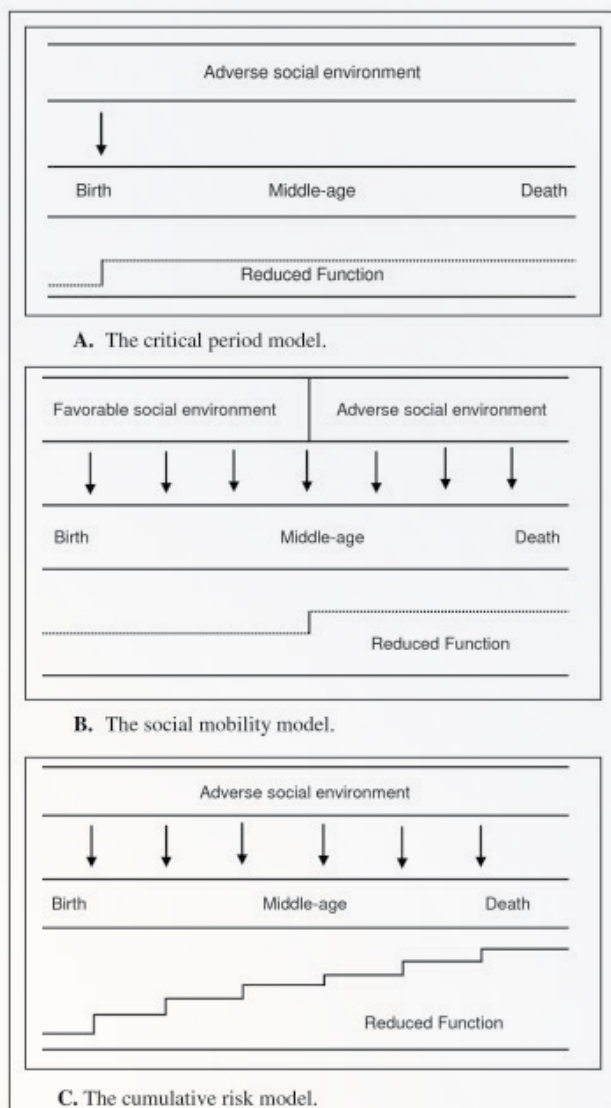 Adverse social environment
Birth Middle-age Death
Reduced Function
A. The critical period model.
Favorable social environment Adverse social environment
Birth Middle-age Death
Reduced Function
B. The social mobility model.
Adverse social environment
Birth Middle-age Death
Reduced Function
C. The cumulative risk model.